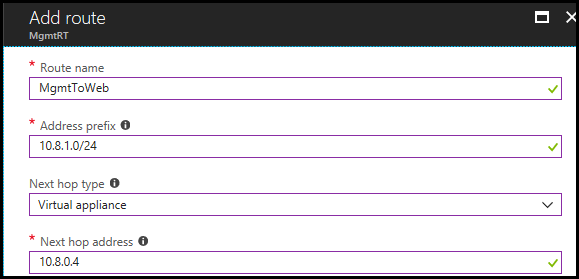 Add route
MgmtRT
* Route name
MgmtToWeb
* Address prefix
10.8.1.0/24
Next hop type
Virtual appliance
* Next hop address
10.8.0.4